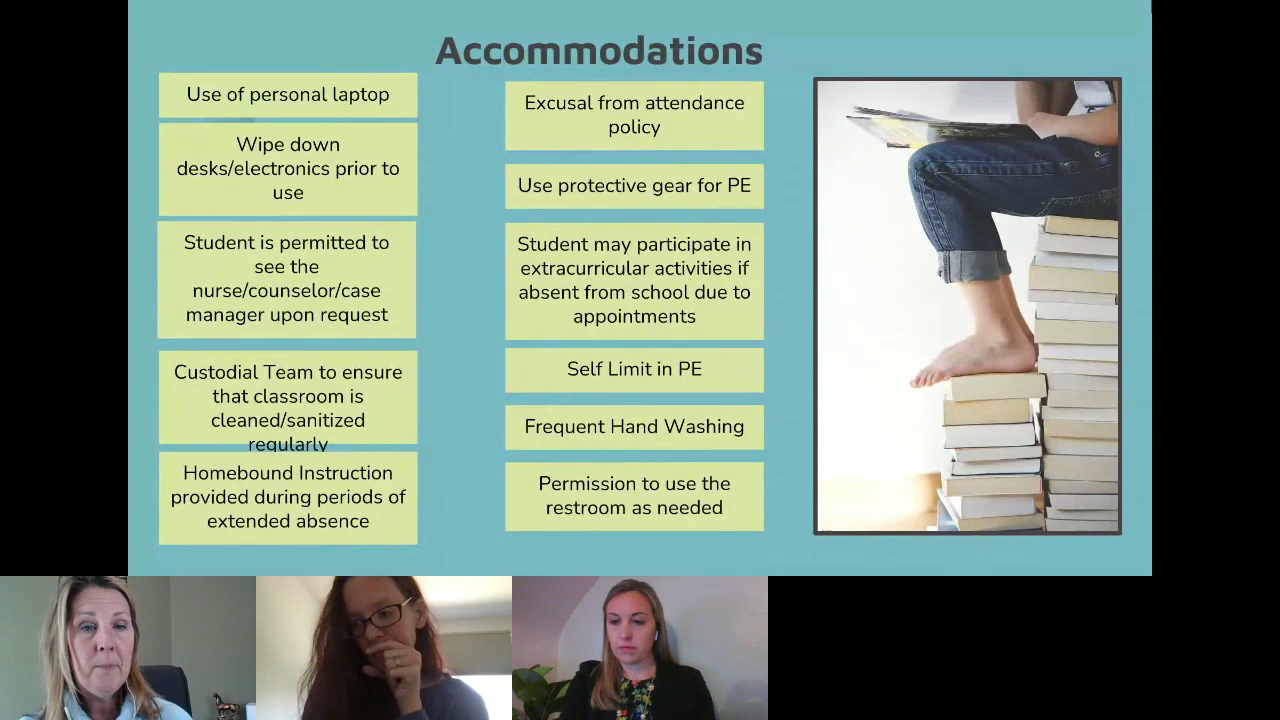 Accommodations
Use of personal laptop
Wipe down
desks/electronics prior to
use
Student is permitted to
see the
nurse/counselor/case
manager upon request
Custodial Team to ensure
that classroom is
cleaned/sanitized
regularly
Homebound Instruction
provided during periods of
extended absence
Excusal from attendance
policy
Use protective gear for PE
Student may participate in
extracurricular activities if
absent from school due to
appointments
Self Limit in PE
Frequent Hand Washing
Permission to use the
restroom as needed